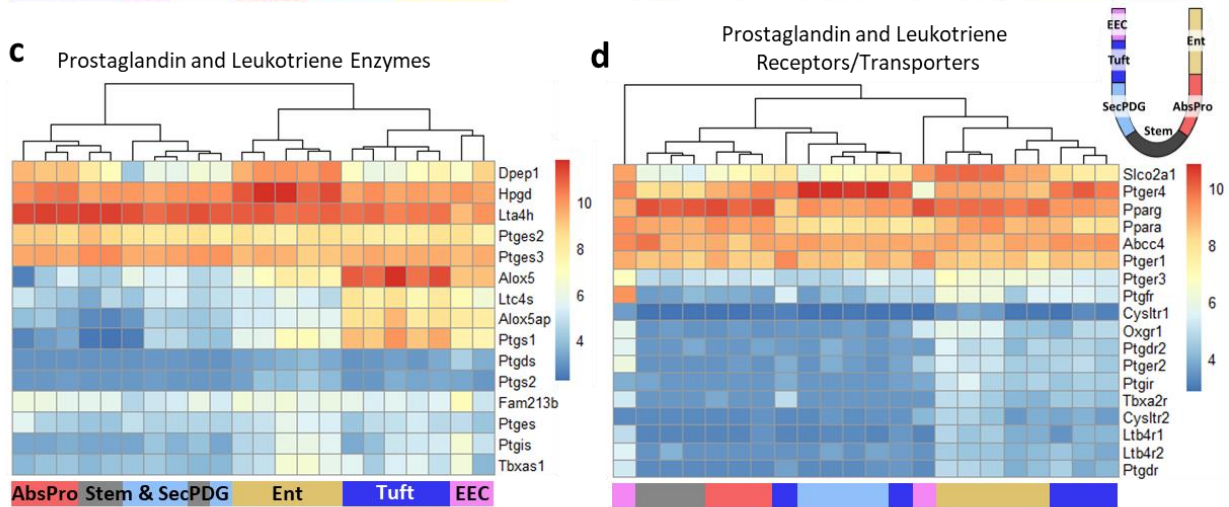 c
Prostaglandin and Leukotriene Enzymes
Dpep1
Hpgd
Lta4h
Ptges2
Ptges3
Alox5
Ltc4s
Alox5ap
Ptgs1
Ptgds
Ptgs2
Fam213b
Ptges
Ptgis
Tbxas1
10
8
6
4
AbsPro
Stem & SecPDG
Ent
Tuft
EEC
d
Prostaglandin and Leukotriene
Receptors/Transporters
Slco2a1
Ptger4
Pparg
Ppara
Abcc4
Ptger1
Ptger3
Ptgfr
Cysltr1
Oxgr1
Ptgdr2
Ptger2
Ptgir
Tbxa2r
Cysltr2
Ltb4r1
Ltb4r2
Ptgdr
10
8
6
4
EEC
Tuft
SecPDG
Stem
AbsPro
Ent